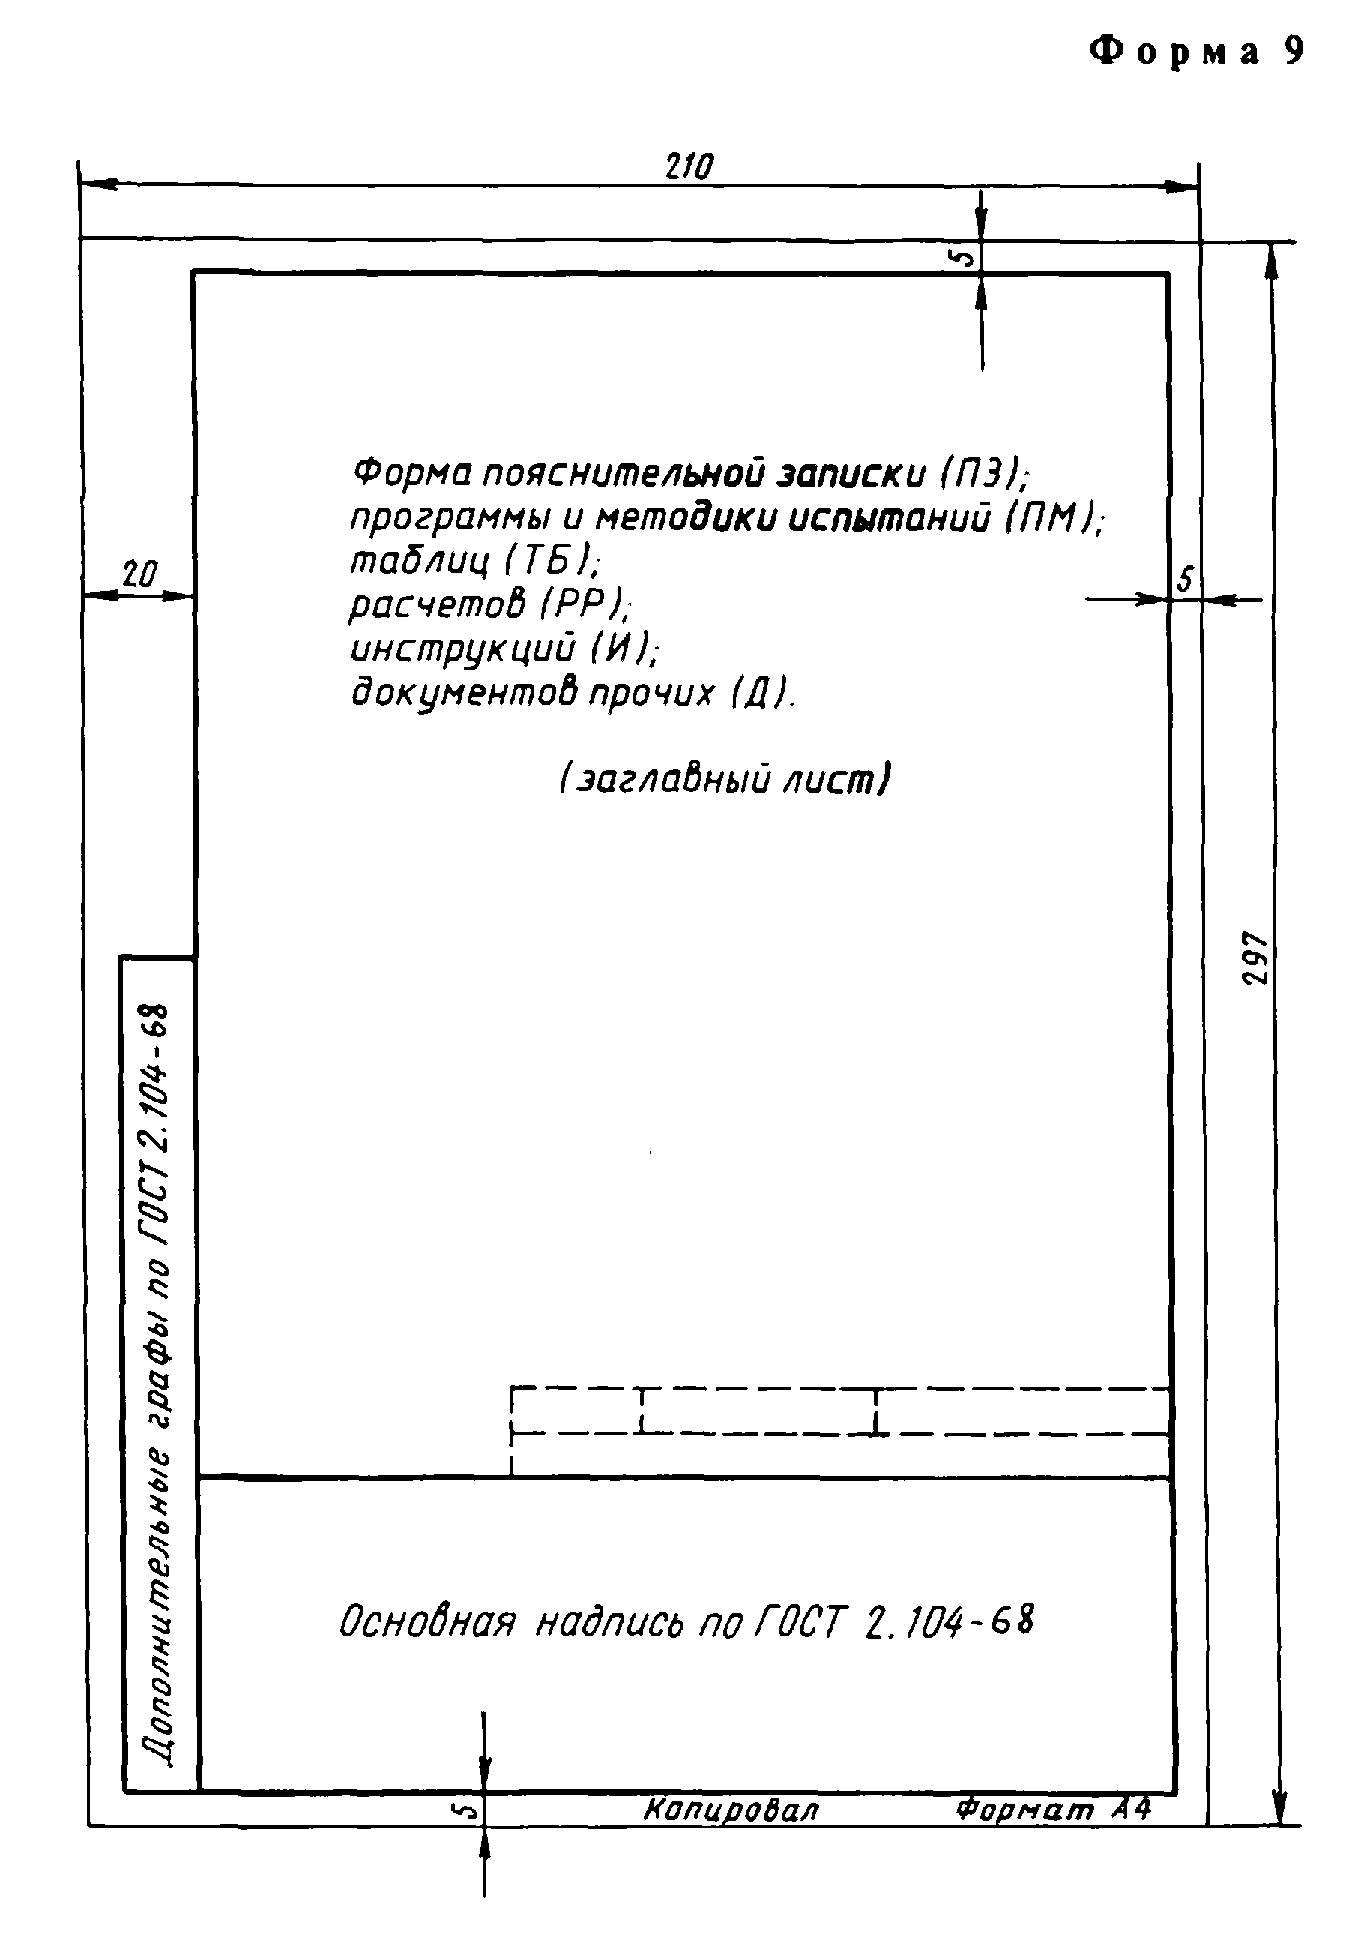 Форма 9
210
5
Форма пояснительной записки (ПЗ);
программы и методики испытаний (ПМ);
таблиц (ТБ);
20
5
расчетов (РР);
инструкций (И);
документов прочих (Д).
(заглавный лист)
297
Дополнительные графы по ГОСТ 2.104-68
Основная надпись по ГОСТ 2.104-68
5
Копировал
Формат А4